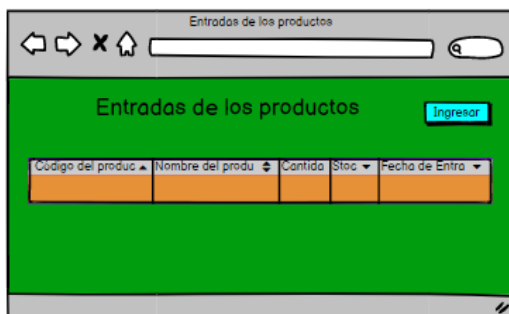 Entradas de los productos
Entradas de los productos
Ingresar
Código del produc Nombre del produ Cantida Stoc Fecha de Entra